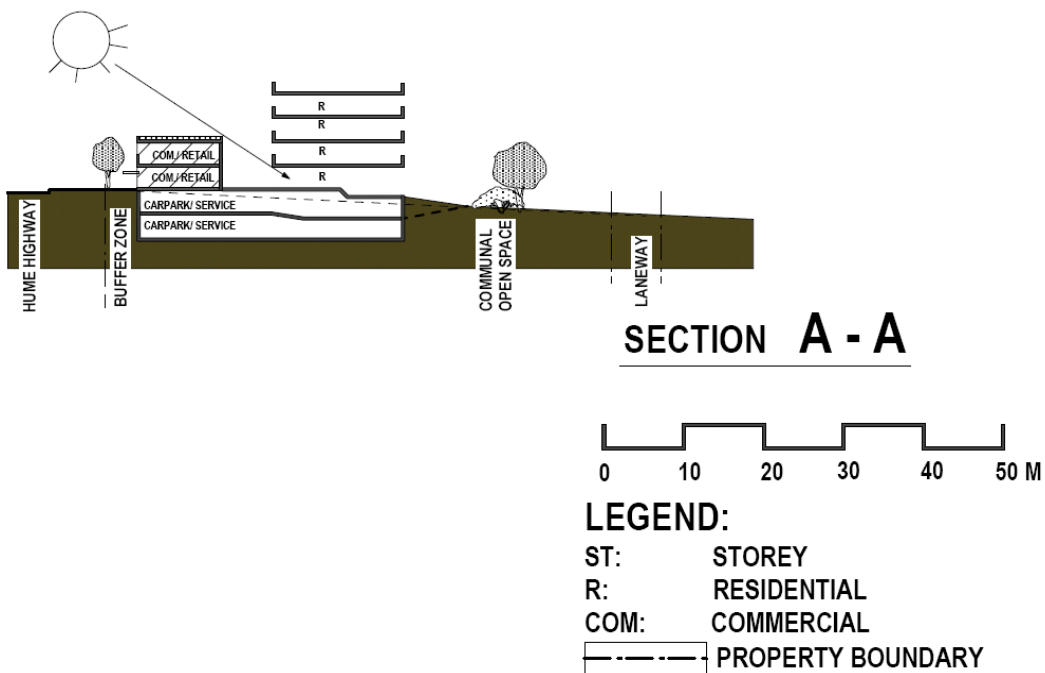 R
R
R
R
COM./ RETAIL
COM./ RETAIL
CARPARK/ SERVICE
CARPARK/ SERVICE
HUME HIGHWAY
BUFFER ZONE
COMMUNAL
OPEN SPACE
LANEWAY
SECTION A - A
0 10 20 30 40 50 M
LEGEND:
ST: STOREY
R: RESIDENTIAL
COM: COMMERCIAL
PROPERTY BOUNDARY